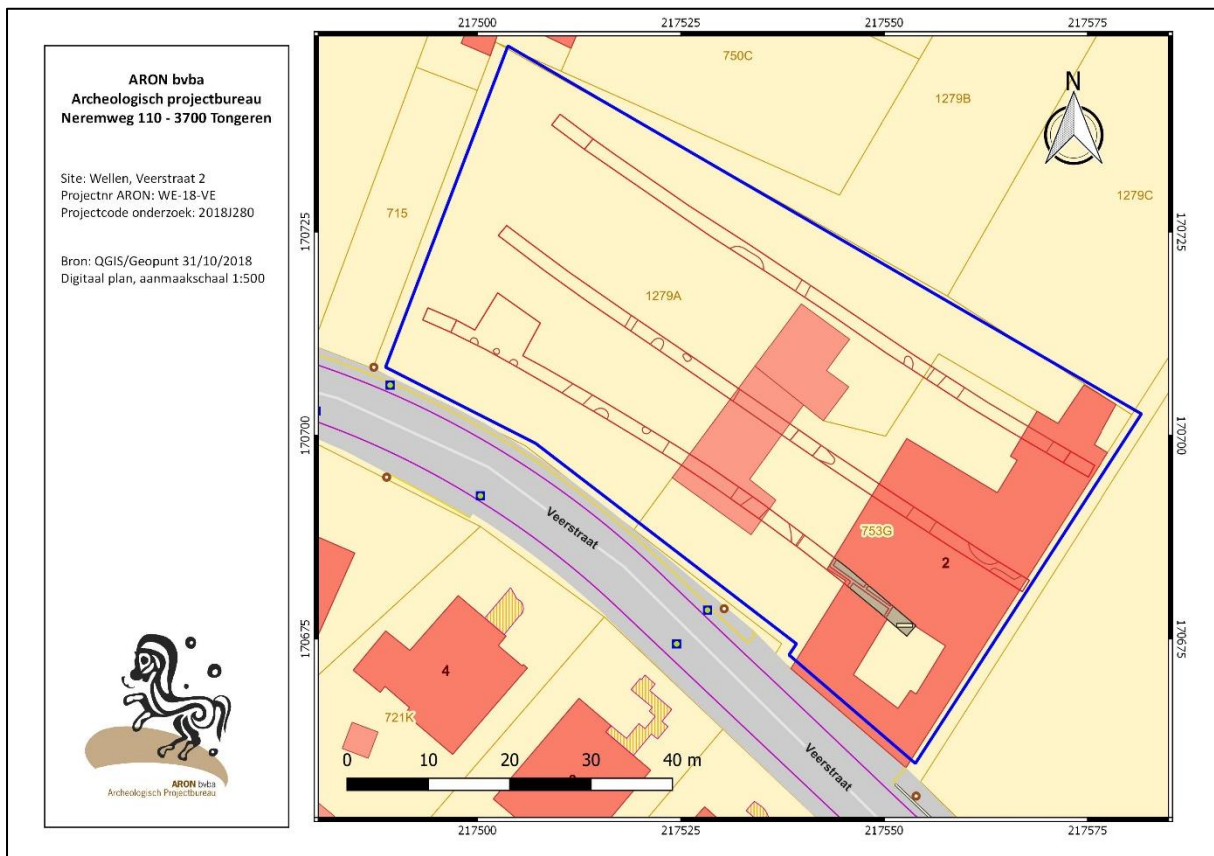 ARON bvba
Archeologisch projectbureau
Neremweg 110 - 3700 Tongeren
Site: Wellen, Veerstraat 2
Projectnr ARON: WE-18-VE
Projectcode onderzoek: 2018J280
Bron: QGIS/Geopunt 31/10/2018
Digitaal plan, aanmaakschaal 1:500
ARON bvba
Archeologisch Projectbureau
217500
217525
217550
217575
750C
N
1279B
1279C
715
170725
170725
1279A
170700
170700
Veerstraat
753G
2
170675
170675
4
721K
Veerstraat
0 10 20 30 40 m
217500
217525
217550
217575